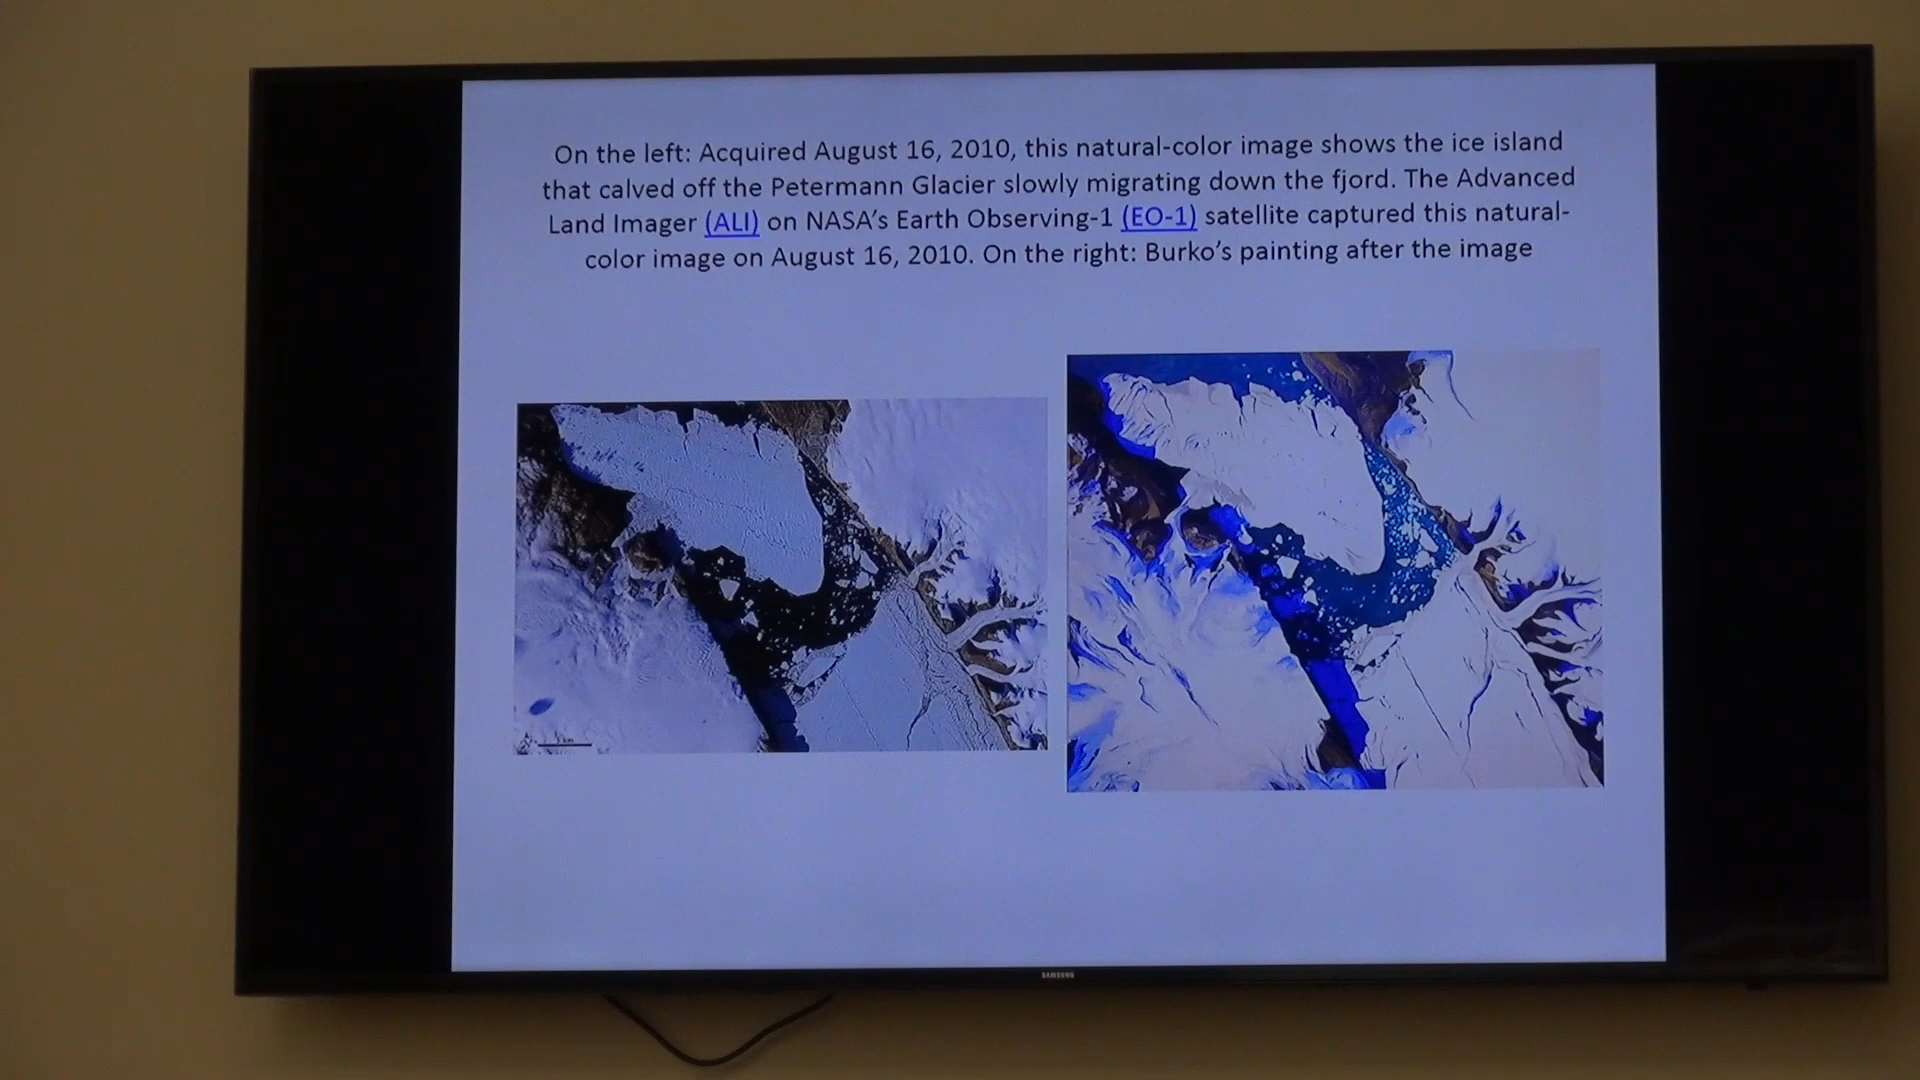 On the left: Acquired August 16, 2010, this natural-color image shows the ice island
that calved off the Petermann Glacier slowly migrating down the fjord. The Advanced
Land Imager (ALI) on NASA’s Earth Observing-1 (EO-1) satellite captured this natural-
color image on August 16, 2010. On the right: Burko’s painting after the image
SAMSUNG